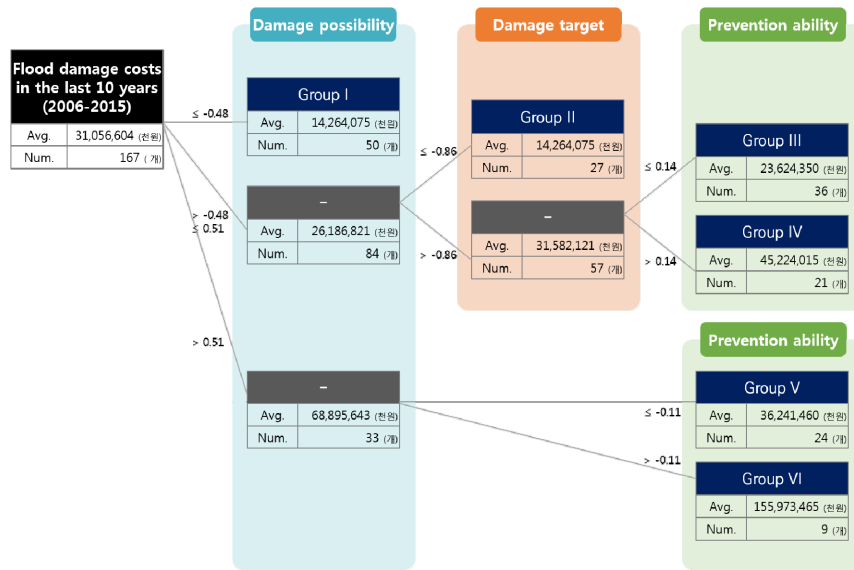 Damage possibility
Damage target
Prevention ability
Flood damage costs
in the last 10 years
(2006-2015)
Avg. 31,056,604 (천원)
Num. 167 ( 개)
≤ -0.48
Group I
Avg. 14,264,075 (천원)
Num. 50 (개)
> -0.48
≤ 0.51
–
Avg. 26,186,821 (천원)
Num. 84 (개)
≤ -0.86
Group II
Avg. 14,264,075 (천원)
Num. 27 (개)
> -0.86
–
Avg. 31,582,121 (천원)
Num. 57 (개)
≤ 0.14
Group III
Avg. 23,624,350 (천원)
Num. 36 (개)
> 0.14
Group IV
Avg. 45,224,015 (천원)
Num. 21 (개)
> 0.51
–
Avg. 68,895,643 (천원)
Num. 33 (개)
Prevention ability
≤ -0.11
Group V
Avg. 36,241,460 (천원)
Num. 24 (개)
> -0.11
Group VI
Avg. 155,973,465 (천원)
Num. 9 (개)